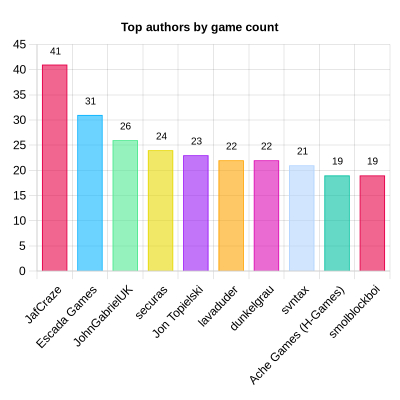 Top authors by game count
45
40
35
30
25
20
15
10
5
0
41
31
26
24
23
22
22
21
19
19
JafCraze
Escada Games
JohnGabrielUK
securas
Jon Topielski
lavaduder
dunkelgrau
svntax
Ache Games (H-Games)
smolblockboi